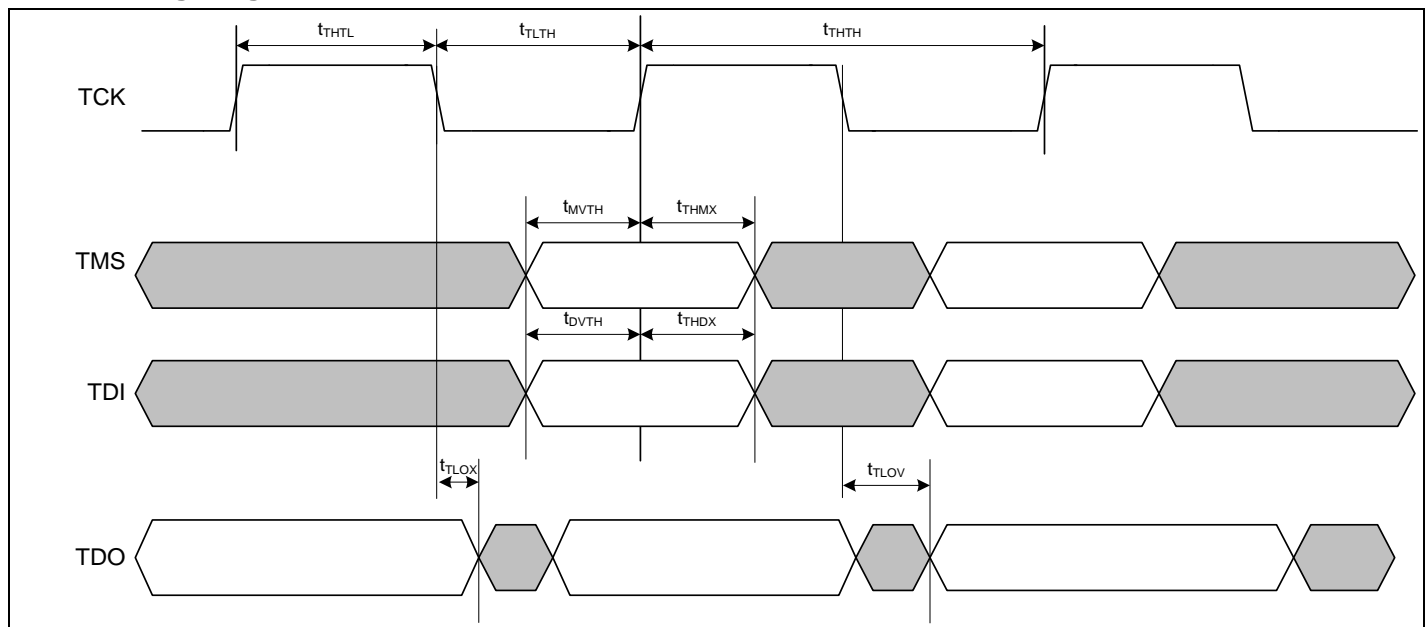 tTHTL tTLTH tTHTH
TCK
tMVTH tTHMX
TMS
tDVTH tTHDX
TDI
tTLOX tTLOV
TDO